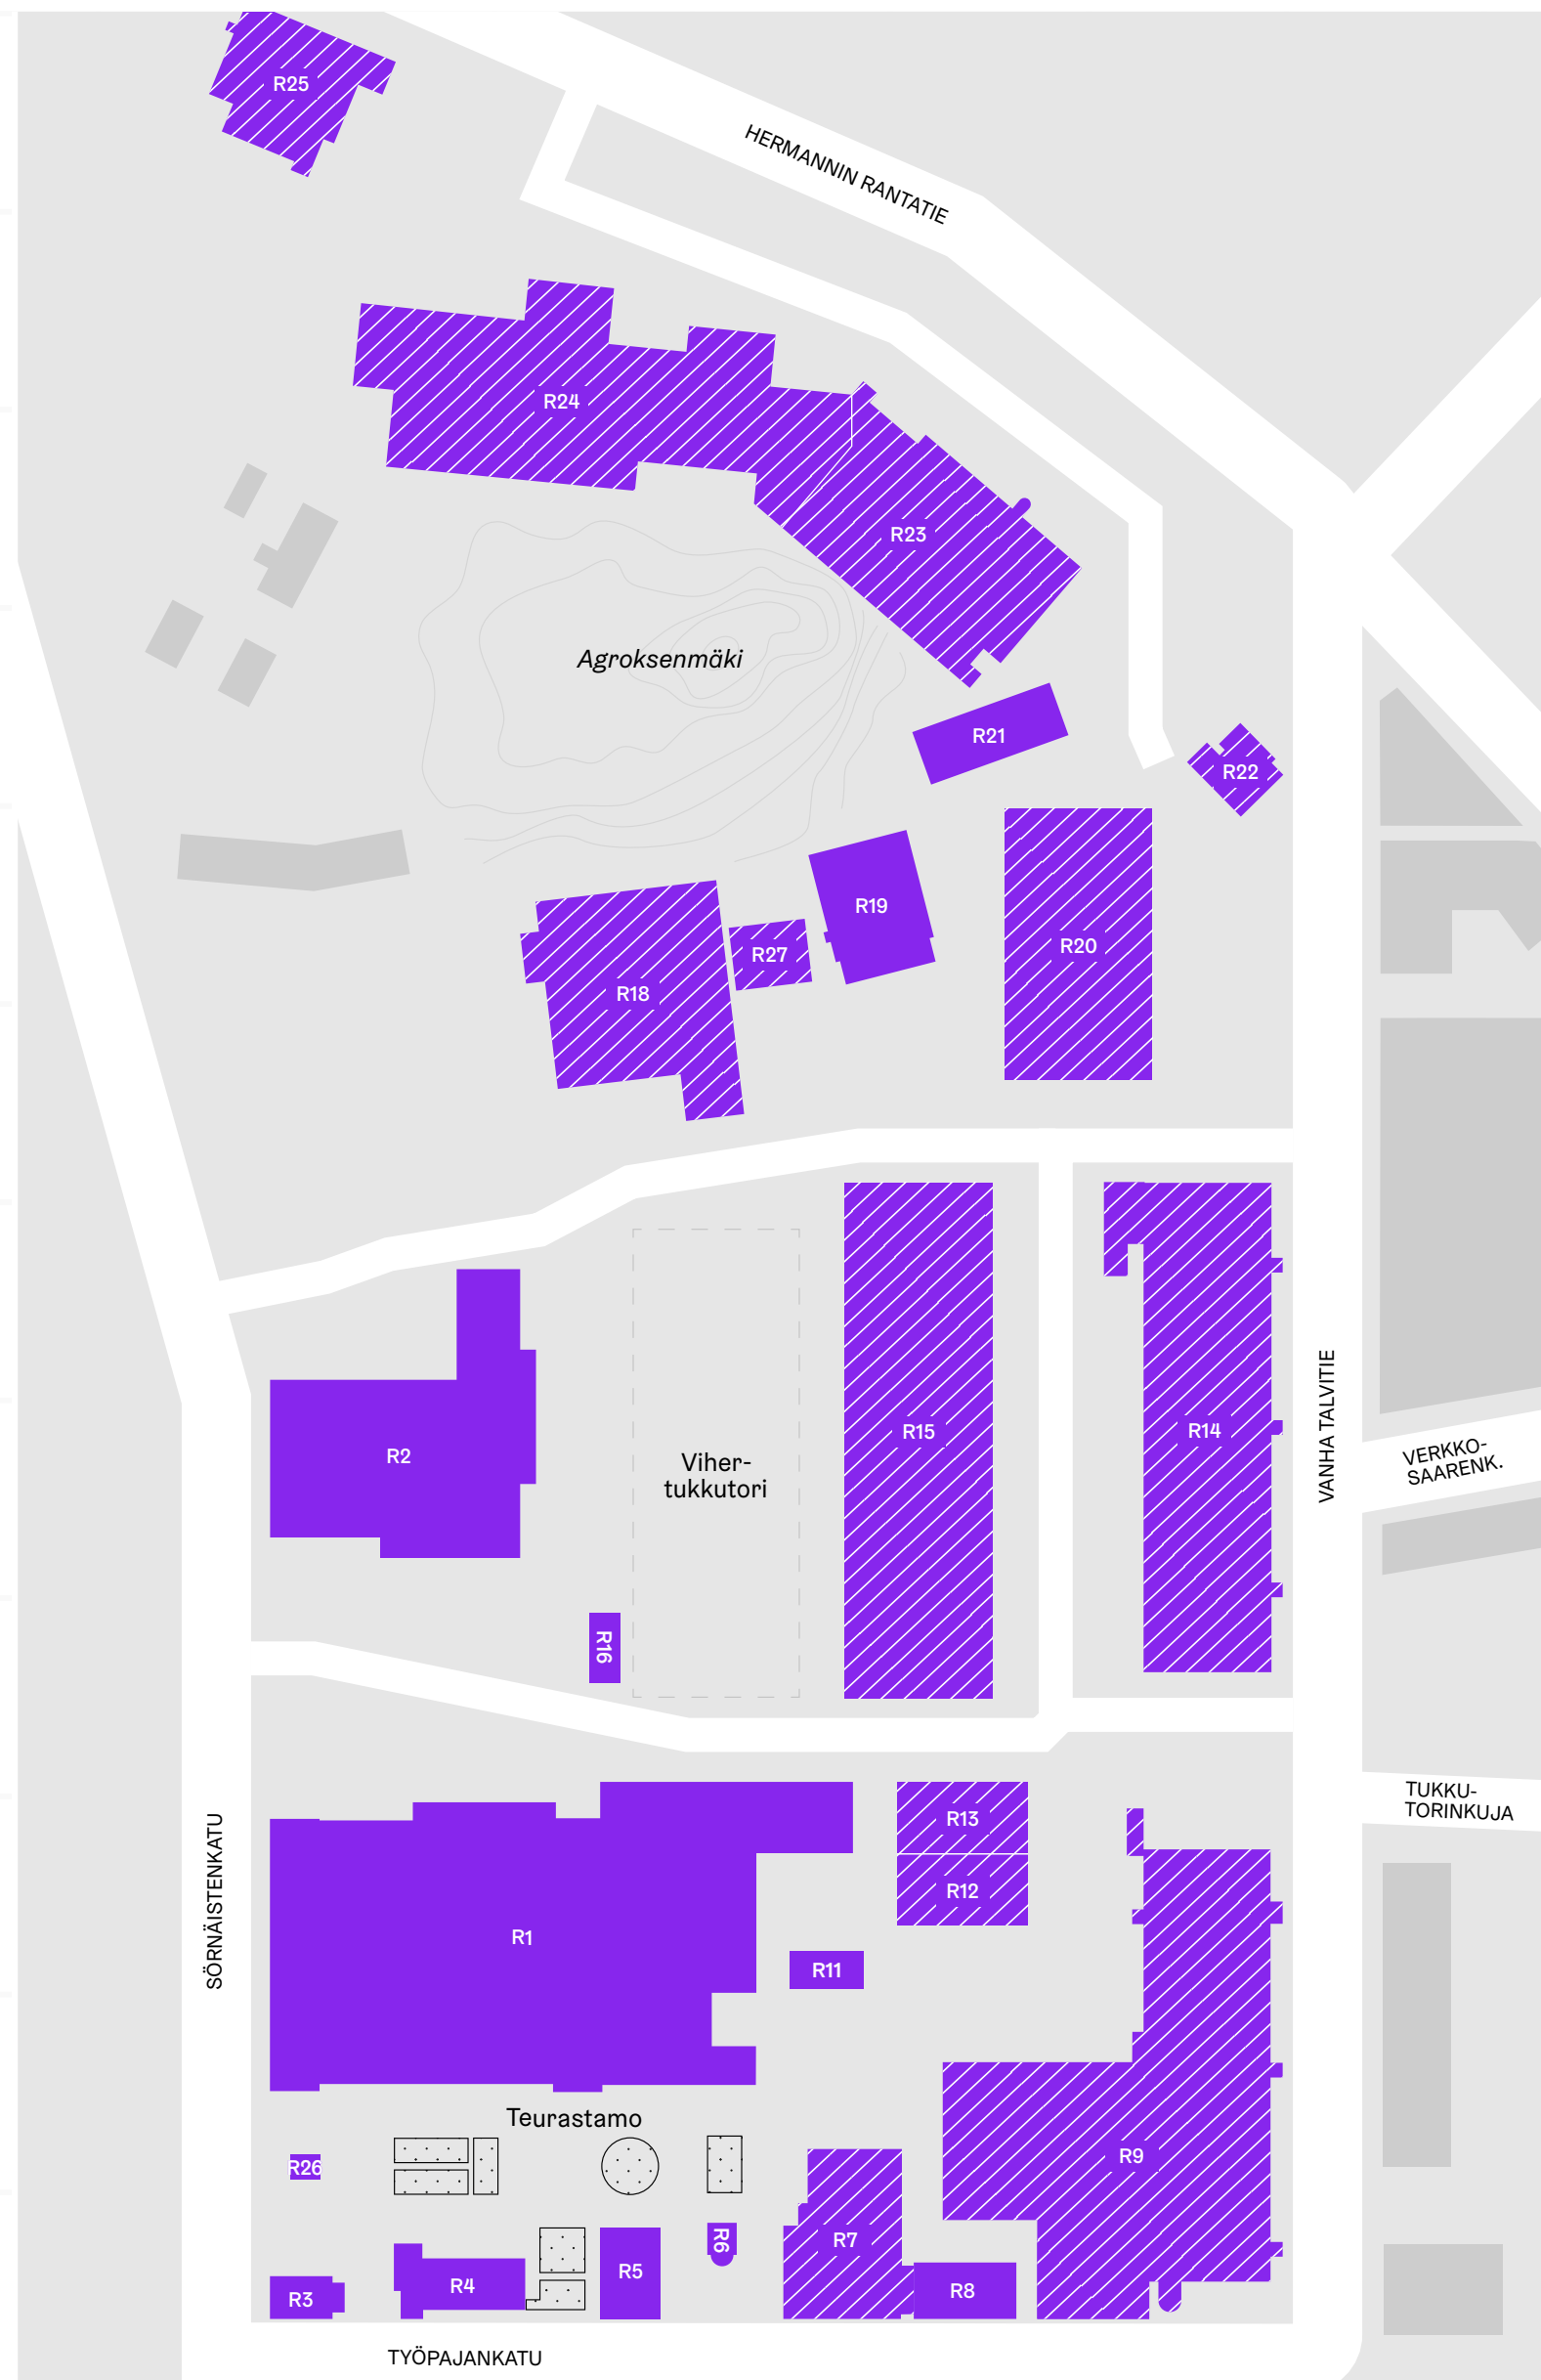 R25
HERMANNIN RANTATIE
R24
R23
Agroksenmäki
R21
R22
R19
R20
R27
R18
R15
R14
VANHA TALVITIE
VERKKO-
SAARENK.
R2
Viher-
tukkutori
R16
TUKKU-
TORINKUJA
SÖRNÄISTENKATU
R13
R12
R1
R11
Teurastamo
R26
R9
R7
R6
R5
R4
R8
R3
TYÖPAJANKATU